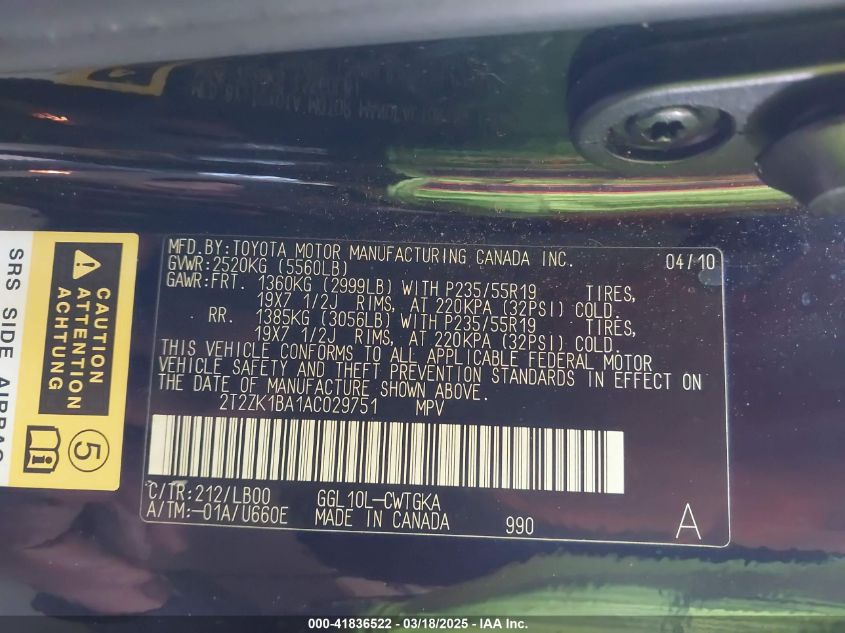 MFD.BY:TOYOTA MOTOR MANUFACTURING CANADA INC. 04/10
GVWR:2520KG (5560LB)
GAWR:FRT. 1360KG (2999LB) WITH P235/55R19 TIRES,
19X7 1/2J RIMS, AT 220KPA (32PSI) COLD.
RR. 1385KG (3056LB) WITH P235/55R19 TIRES,
19X7 1/2J RIMS, AT 220KPA (32PSI) COLD.
THIS VEHICLE CONFORMS TO ALL APPLICABLE FEDERAL MOTOR
VEHICLE SAFETY AND THEFT PREVENTION STANDARDS IN EFFECT ON
THE DATE OF MANUFACTURE SHOWN ABOVE.
2T2ZK1BA1AC029751 MPV
C/TR:212/LB00 GGL10L-CWTGKA
A/TM:-01A/U660E MADE IN CANADA 990 A
CAUTION
ATTENTION
ACHTUNG
5
SRS SIDE AIRBAG
000-41836522 - 03/18/2025 - IAA Inc.